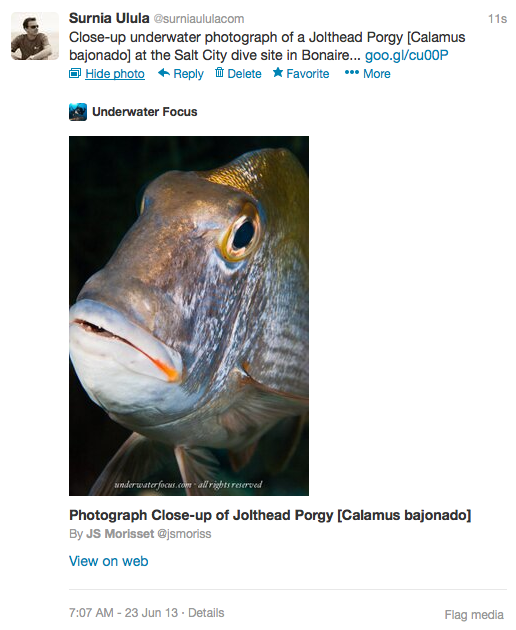 Surnia Ulula @surniaululacom 11s
Close-up underwater photograph of a Jolthead Porgy [Calamus
bajonado] at the Salt City dive site in Bonaire... goo.gl/cu00P
Hide photo Reply Delete Favorite ••• More
Underwater Focus
underwaterfocus.com - all rights reserved
Photograph Close-up of Jolthead Porgy [Calamus bajonado]
By JS Morisset @jsmoriss
View on web
7:07 AM - 23 Jun 13 · Details
Flag media